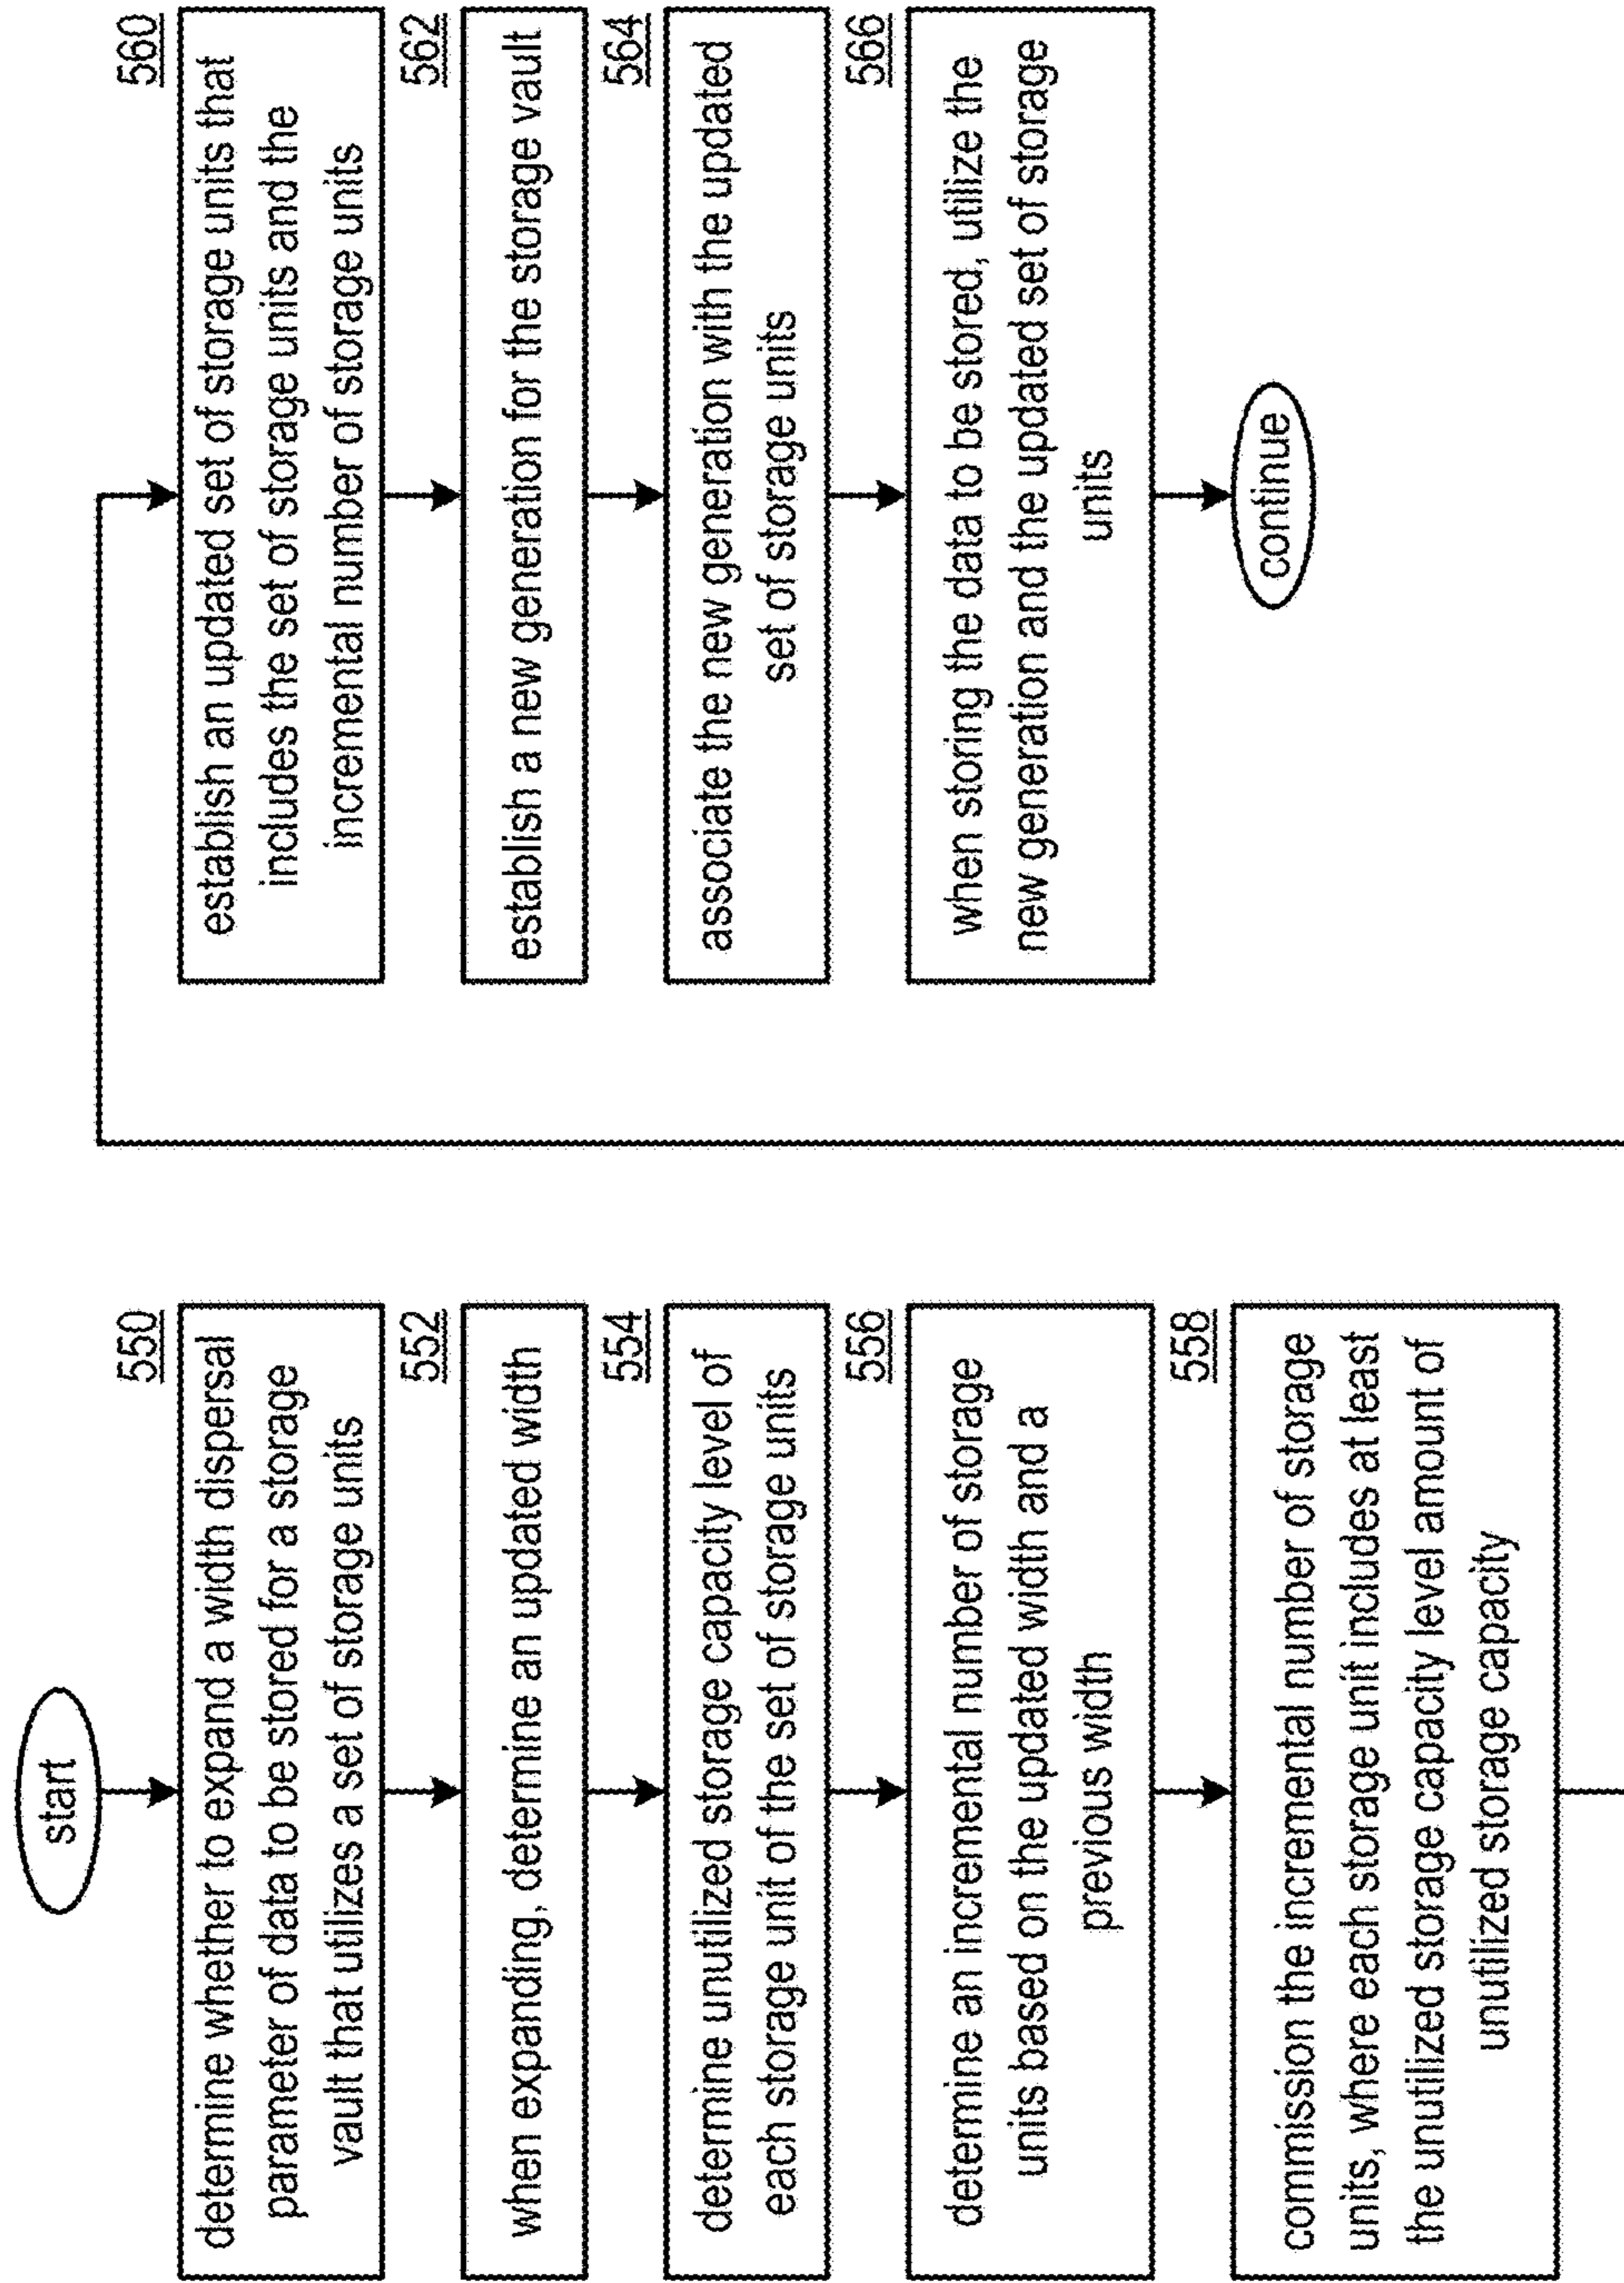 start
550
determine whether to expand a width dispersal
parameter of data to be stored for a storage
vault that utilizes a set of storage units
552
when expanding, determine an updated width
554
determine unutilized storage capacity level of
each storage unit of the set of storage units
556
determine an incremental number of storage
units based on the updated width and a
previous width
558
commission the incremental number of storage
units, where each storage unit includes at least
the unutilized storage capacity level amount of
unutilized storage capacity
560
establish an updated set of storage units that
includes the set of storage units and the
incremental number of storage units
562
establish a new generation for the storage vault
564
associate the new generation with the updated
set of storage units
566
when storing the data to be stored, utilize the
new generation and the updated set of storage
units
continue